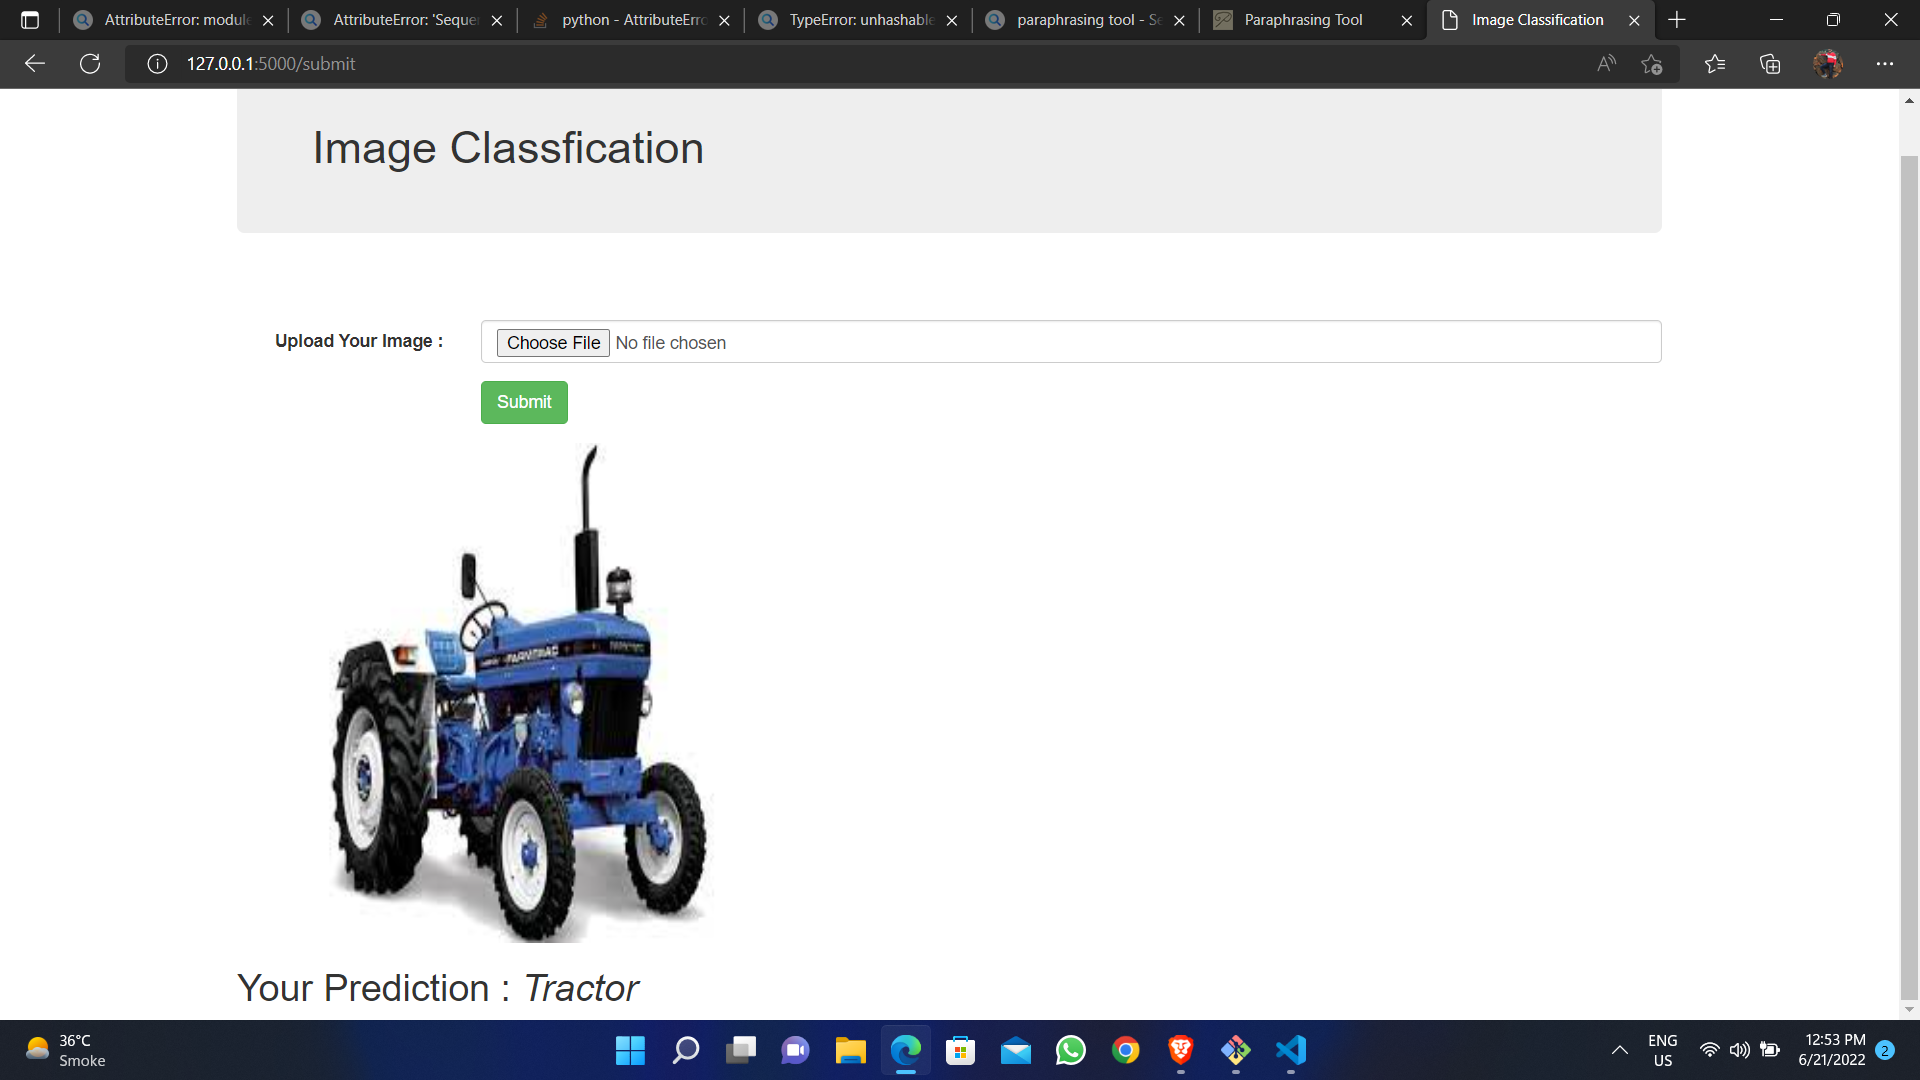 AttributeError: module
AttributeError: 'Seque
python - AttributeErro
TypeError: unhashable
paraphrasing tool - Se
Paraphrasing Tool
Image Classification
127.0.0.1:5000/submit
Image Classfication
Upload Your Image :
Choose File No file chosen
Submit
FARMTRAC
Your Prediction : Tractor
36°C
Smoke
ENG
US
12:53 PM
6/21/2022
2